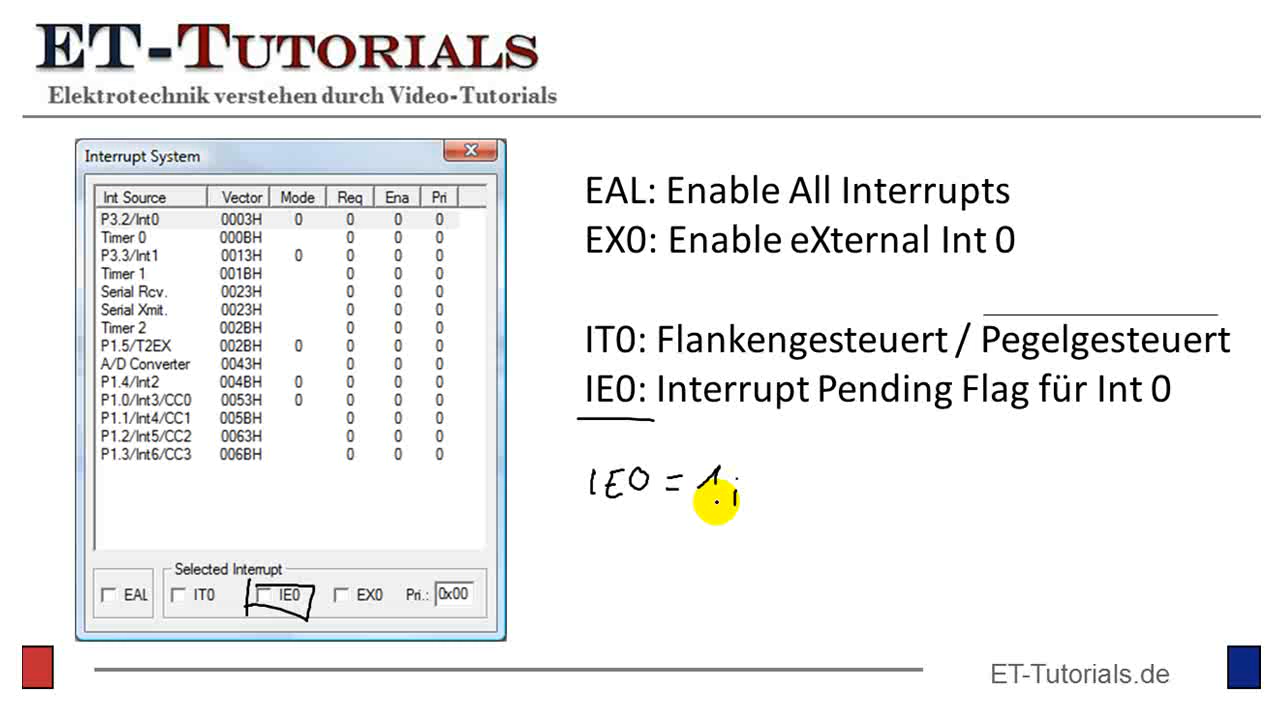 ET-TUTORIALS
Elektrotechnik verstehen durch Video-Tutorials
Interrupt System
Int Source Vector Mode Req Ena Pri
P3.2/Int0 0003H 0 0 0 0
Timer 0 000BH 0 0 0
P3.3/Int1 0013H 0 0 0 0
Timer 1 001BH 0 0 0
Serial Rcv. 0023H 0 0 0
Serial Xmit. 0023H 0 0 0
Timer 2 002BH 0 0 0
P1.5/T2EX 002BH 0 0 0 0
A/D Converter 0043H 0 0 0
P1.4/Int2 004BH 0 0 0 0
P1.0/Int3/CC0 0053H 0 0 0 0
P1.1/Int4/CC1 005BH 0 0 0
P1.2/Int5/CC2 0063H 0 0 0
P1.3/Int6/CC3 006BH 0 0 0
Selected Interrupt
EAL IT0 IE0 EX0 Pri.: 0x00
EAL: Enable All Interrupts
EX0: Enable eXternal Int 0
IT0: Flankengesteuert / Pegelgesteuert
IE0: Interrupt Pending Flag für Int 0
IE0 = 1;
ET-Tutorials.de